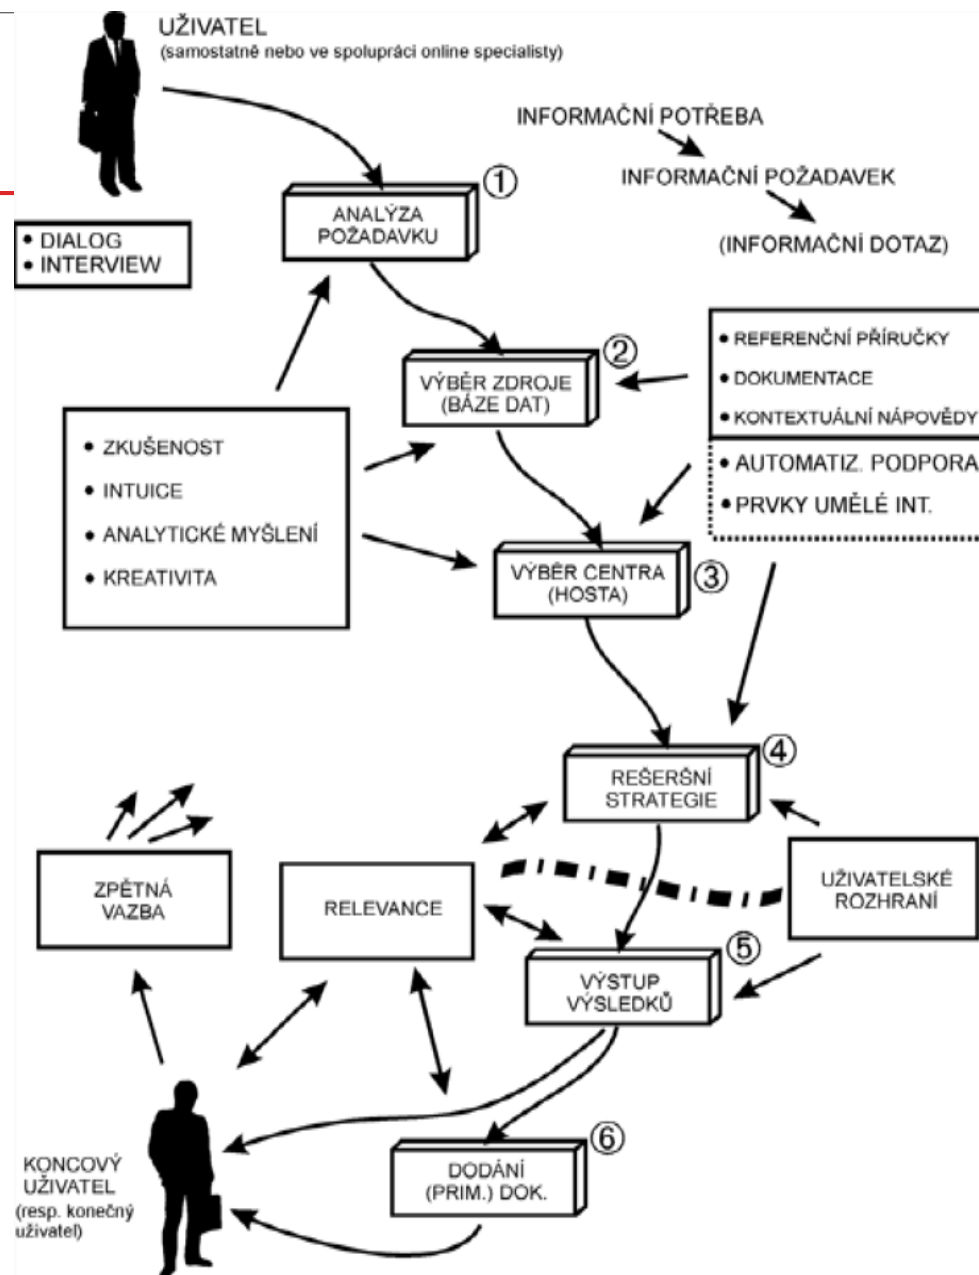 UŽIVATEL
(samostatně nebo ve spolupráci online specialisty)
INFORMAČNÍ POTŘEBA
INFORMAČNÍ POŽADAVEK
(INFORMAČNÍ DOTAZ)
①
ANALÝZA
POŽADAVKU
• DIALOG
• INTERVIEW
②
VÝBĚR ZDROJE
(BÁZE DAT)
• REFERENČNÍ PŘÍRUČKY
• DOKUMENTACE
• KONTEXTUÁLNÍ NÁPOVĚDY
• AUTOMATIZ. PODPORA
• PRVKY UMĚLÉ INT.
• ZKUŠENOST
• INTUICE
• ANALYTICKÉ MYŠLENÍ
• KREATIVITA
③
VÝBĚR CENTRA
(HOSTA)
④
REŠERŠNÍ
STRATEGIE
ZPĚTNÁ
VAZBA
RELEVANCE
UŽIVATELSKÉ
ROZHRANÍ
⑤
VÝSTUP
VÝSLEDKŮ
⑥
DODÁNÍ
(PRIM.) DOK.
KONCOVÝ
UŽIVATEL
(resp. konečný
uživatel)